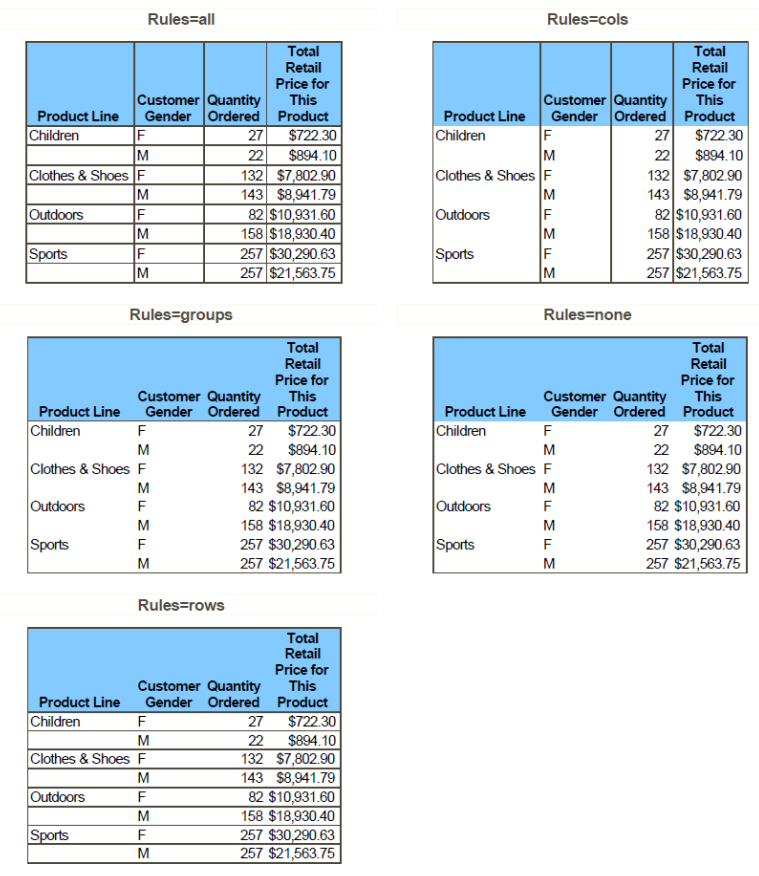 Rules=all
Total
Retail
Price for
Customer Quantity This
Product Line Gender Ordered Product
Children F 27 $722.30
M 22 $894.10
Clothes & Shoes F 132 $7,802.90
M 143 $8,941.79
Outdoors F 82 $10,931.60
M 158 $18,930.40
Sports F 257 $30,290.63
M 257 $21,563.75
Rules=cols
Total
Retail
Price for
Customer Quantity This
Product Line Gender Ordered Product
Children F 27 $722.30
M 22 $894.10
Clothes & Shoes F 132 $7,802.90
M 143 $8,941.79
Outdoors F 82 $10,931.60
M 158 $18,930.40
Sports F 257 $30,290.63
M 257 $21,563.75
Rules=groups
Total
Retail
Price for
Customer Quantity This
Product Line Gender Ordered Product
Children F 27 $722.30
M 22 $894.10
Clothes & Shoes F 132 $7,802.90
M 143 $8,941.79
Outdoors F 82 $10,931.60
M 158 $18,930.40
Sports F 257 $30,290.63
M 257 $21,563.75
Rules=none
Total
Retail
Price for
Customer Quantity This
Product Line Gender Ordered Product
Children F 27 $722.30
M 22 $894.10
Clothes & Shoes F 132 $7,802.90
M 143 $8,941.79
Outdoors F 82 $10,931.60
M 158 $18,930.40
Sports F 257 $30,290.63
M 257 $21,563.75
Rules=rows
Total
Retail
Price for
Customer Quantity This
Product Line Gender Ordered Product
Children F 27 $722.30
M 22 $894.10
Clothes & Shoes F 132 $7,802.90
M 143 $8,941.79
Outdoors F 82 $10,931.60
M 158 $18,930.40
Sports F 257 $30,290.63
M 257 $21,563.75